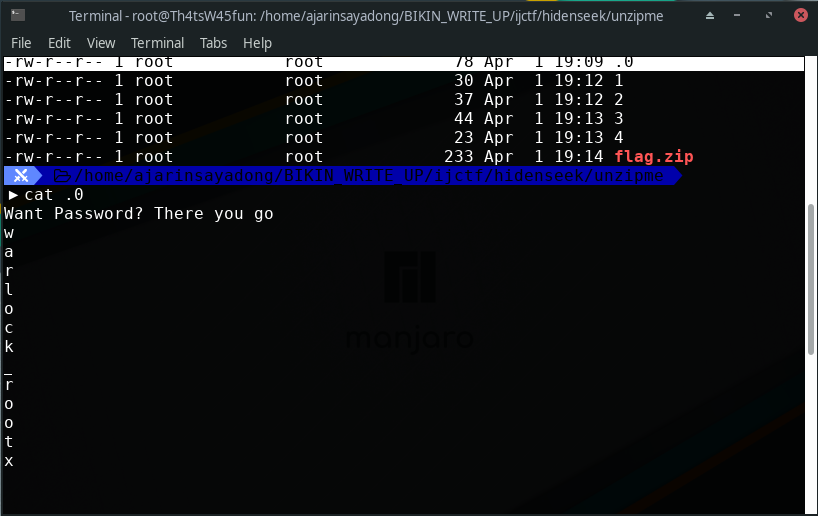 Terminal - root@Th4tsW45fun: /home/ajarinsayadong/BIKIN_WRITE_UP/ijctf/hidenseek/unzipme
File Edit View Terminal Tabs Help
-rw-r--r-- 1 root root 78 Apr 1 19:09 .0
-rw-r--r-- 1 root root 30 Apr 1 19:12 1
-rw-r--r-- 1 root root 37 Apr 1 19:12 2
-rw-r--r-- 1 root root 44 Apr 1 19:13 3
-rw-r--r-- 1 root root 23 Apr 1 19:13 4
-rw-r--r-- 1 root root 233 Apr 1 19:14 flag.zip
/home/ajarinsayadong/BIKIN_WRITE_UP/ijctf/hidenseek/unzipme
cat .0
Want Password? There you go
w
a
r
l
o
c
k
_
r
o
o
t
x
manjaro